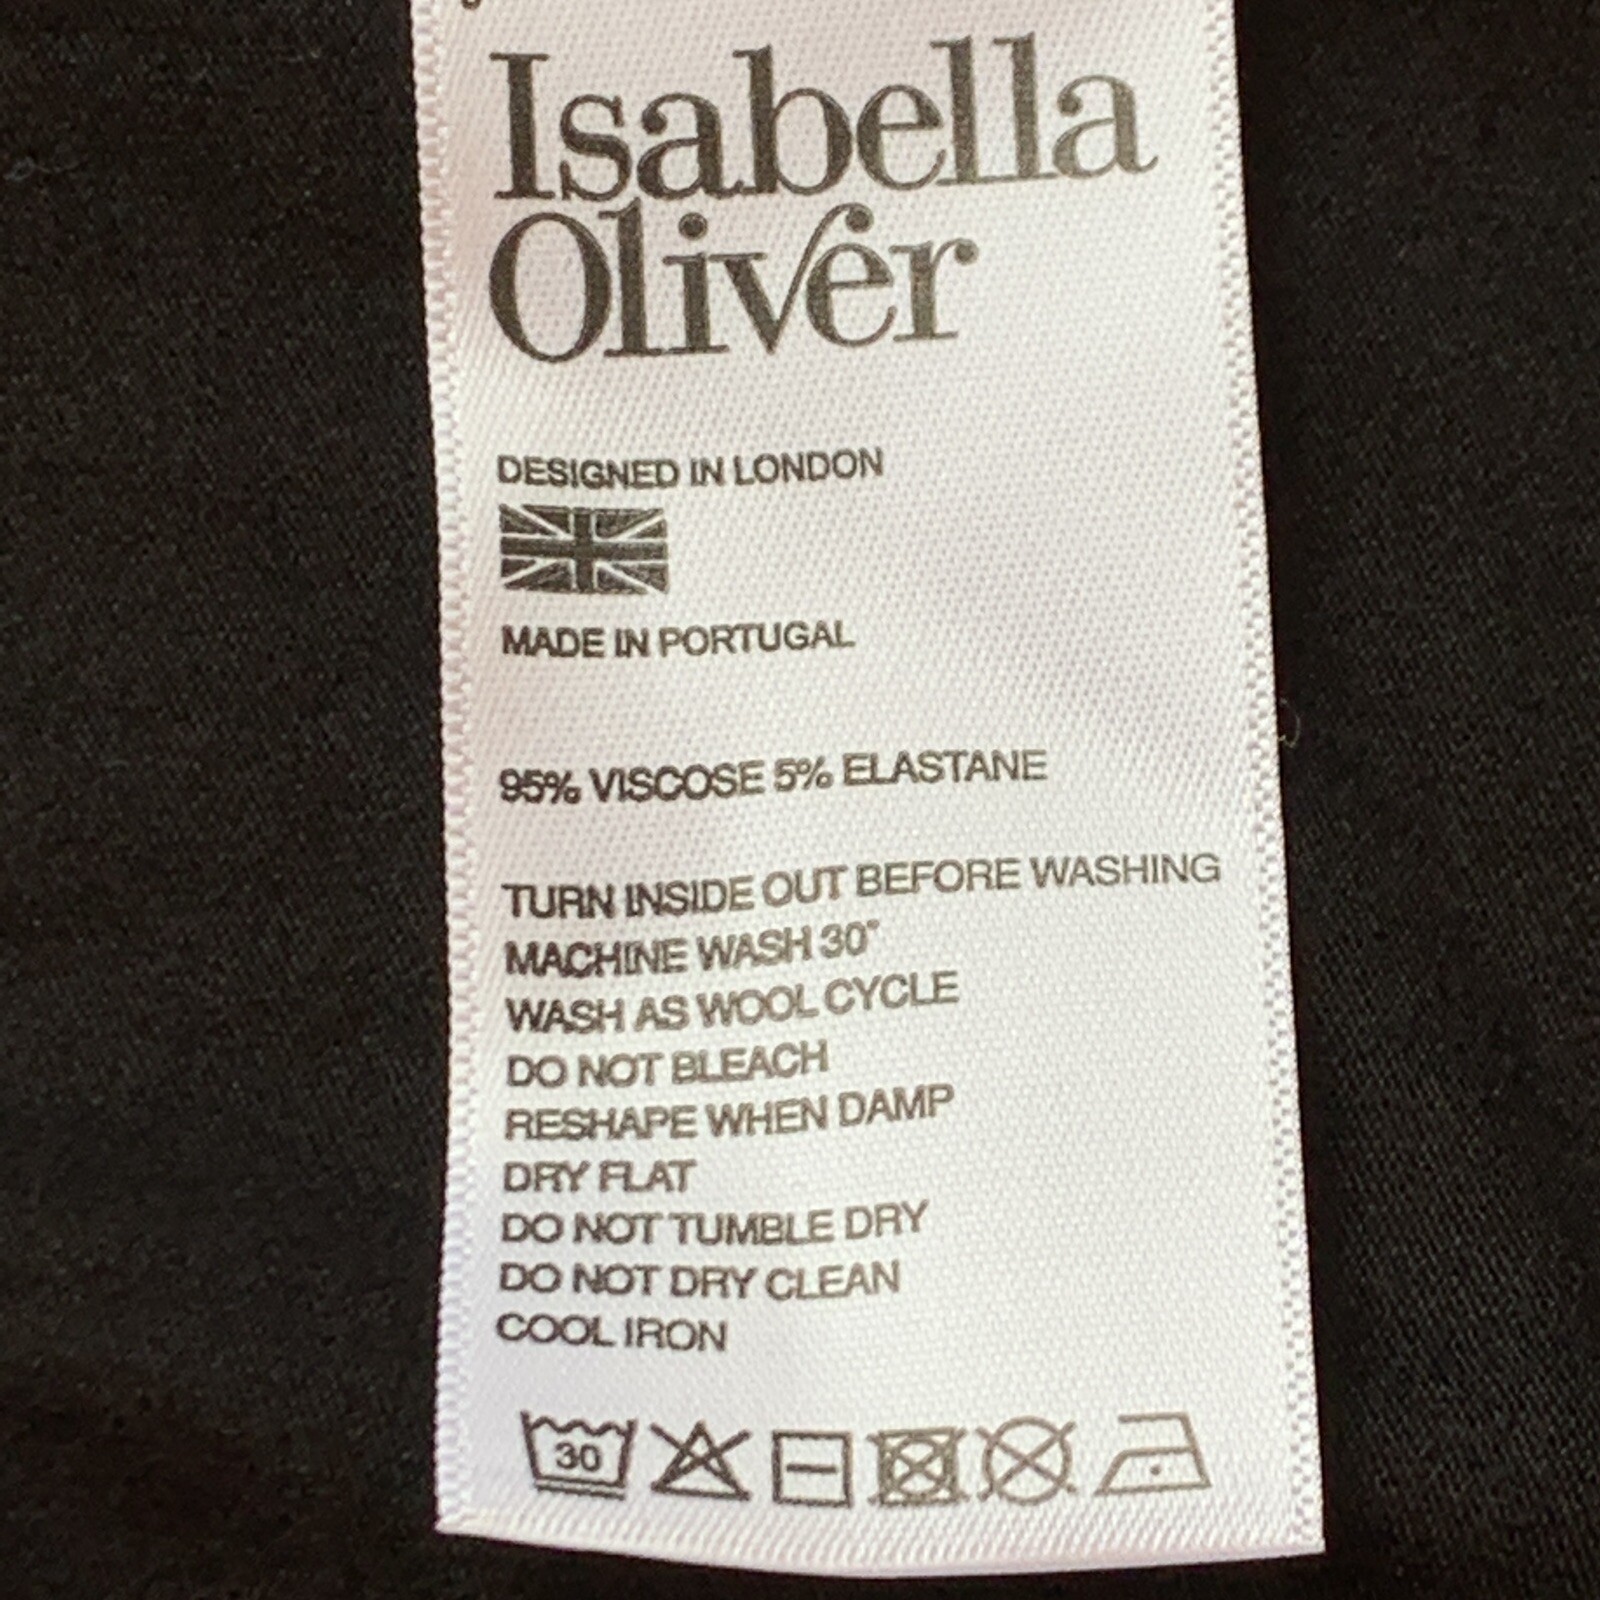 Isabella
Oliver
DESIGNED IN LONDON
MADE IN PORTUGAL
95% VISCOSE 5% ELASTANE
TURN INSIDE OUT BEFORE WASHING
MACHINE WASH 30°
WASH AS WOOL CYCLE
DO NOT BLEACH
RESHAPE WHEN DAMP
DRY FLAT
DO NOT TUMBLE DRY
DO NOT DRY CLEAN
COOL IRON
30